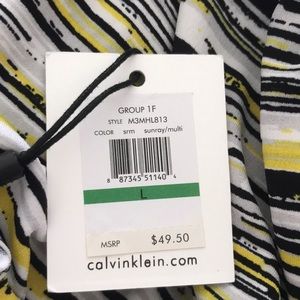 GROUP 1F
STYLE M3MHL813
COLOR srm sunray/multi
8 87345 51140 4
L
MSRP $49.50
calvinklein.com